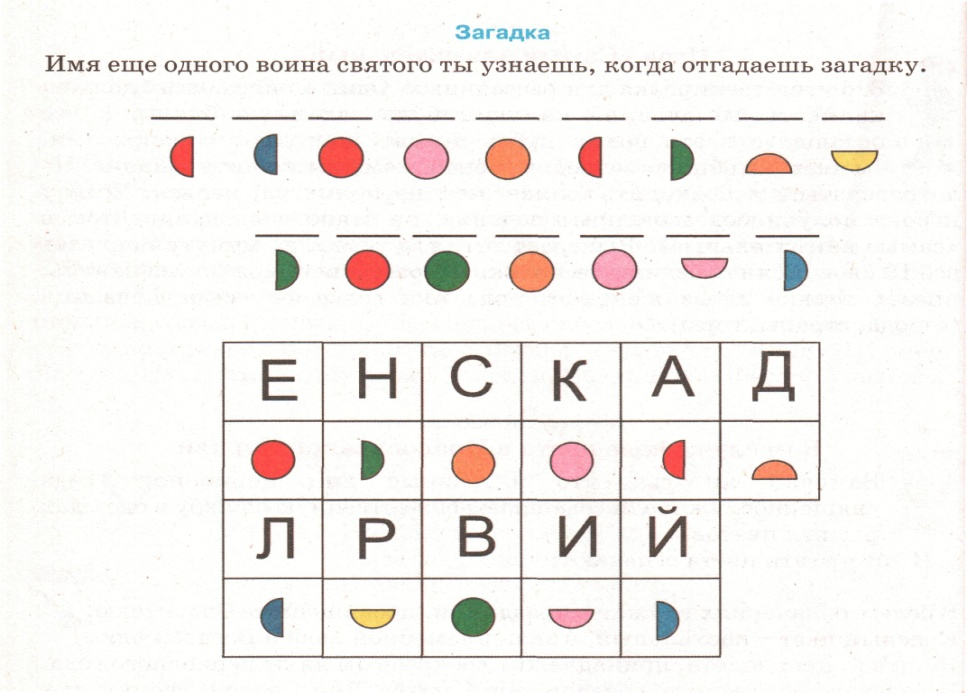 Загадка
Имя еще одного воина святого ты узнаешь, когда отгадаешь загадку.
Е Н С К А Д
Л Р В И Й